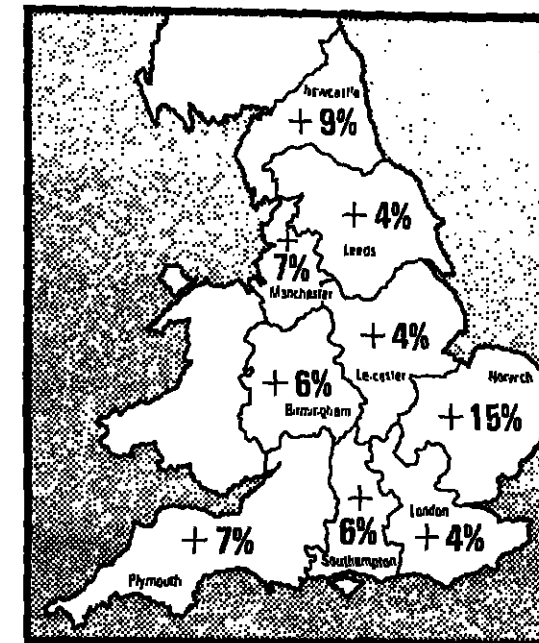 Newcastle
+ 9%
+ 4%
Leeds
+
7%
Manchester
+ 4%
Leicester
+ 6%
Birmingham
Norwich
+ 15%
+
6%
Southampton
London
+ 4%
+ 7%
Plymouth